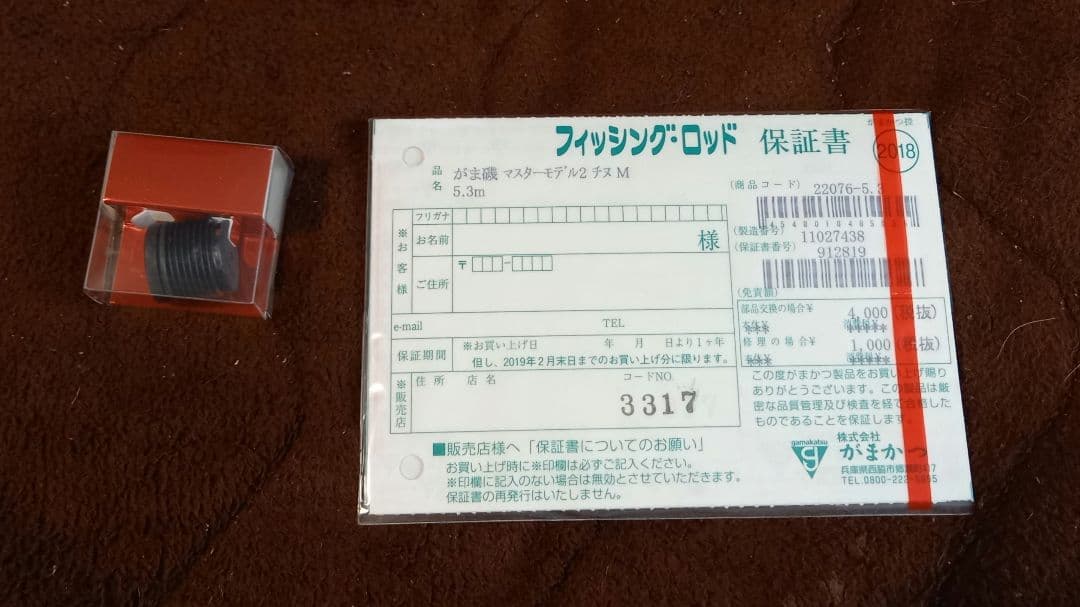 フィッシング・ロッド 保証書
がまかつ製
2018
品名 がま磯 マスターモデル2 チヌ M
5.3m
(商品コード) 22076-5.3
フリガナ
※お客様
お名前 様
ご住所 〒
(製造番号) 11027438
(保証書番号) 912819
(免責額)
部品交換の場合¥ 4,000 (税抜)
修理の場合¥ 1,000 (税抜)
e-mail TEL
保証期間 ※お買い上げ日 年 月 日より1ヶ年
但し、2019年2月末日までのお買い上げ分に限ります。
※販売店 住所 店名 コードNO.
3317
この度がまかつ製品をお買い上げ賜り
ありがとうございます。この製品は厳
密な品質管理及び検査を経て合格した
ものであることを保証します。
■販売店様へ「保証書についてのお願い」
お買い上げ時に※印欄は必ずご記入ください。
※印欄に記入のない場合は無効とさせていただきます。
保証書の再発行はいたしません。
gamakatsu
株式会社
がまかつ